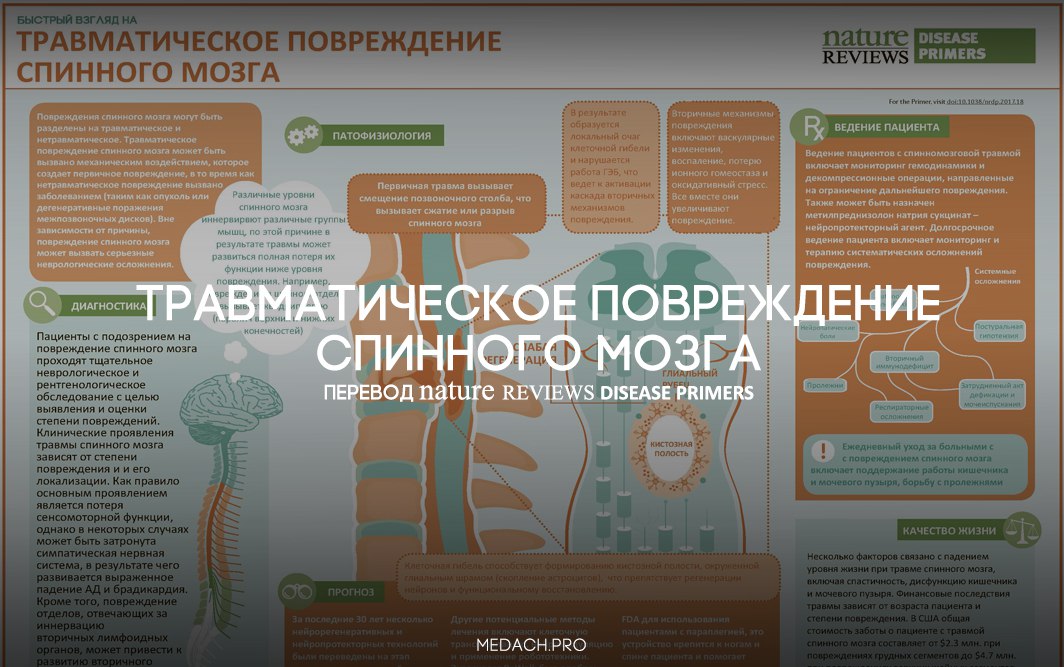 БЫСТРЫЙ ВЗГЛЯД НА
ТРАВМАТИЧЕСКОЕ ПОВРЕЖДЕНИЕ
СПИННОГО МОЗГА
nature
REVIEWS
DISEASE
PRIMERS
For the Primer, visit doi:10.1038/nrdp.2017.18
Повреждения спинного мозга могут быть
разделены на травматическое и
нетравматическое. Травматическое
повреждение спинного мозга может быть
вызвано механическим воздействием, которое
создает первичное повреждение, в то время как
нетравматическое повреждение вызвано
заболеванием (таким как опухоль или
дегенеративные поражения
межпозвоночных дисков). Вне
зависимости от причины,
повреждение спинного мозга
может вызвать серьезные
неврологические осложнения.
ПАТОФИЗИОЛОГИЯ
Различные уровни
спинного мозга
иннервирвют различные группы
мышц, по этой причине в
результате травмы может
развиться полная потеря их
функции ниже уровня
повреждения. Например,
конечностей)
Первичная травма вызывает
смещение позвоночного столба, что
вызывает сжатие или разрыв
спинного мозга
В результате
образуется
локальный очаг
клеточной гибели
и нарушается
работа ГЭБ, что
ведет к активации
каскада вторичных
механизмов
повреждения.
Вторичные механизмы
повреждения
включают васкулярные
изменения,
воспаление, потерю
ионного гомеостаза и
оксидативный стресс.
Все вместе они
увеличивают
повреждение.
ВЕДЕНИЕ ПАЦИЕНТА
Ведение пациентов с спинномозговой травмой
включает мониторинг гемодинамики и
декомпрессионые операции, направленные
на ограничение дальнейшего повреждения.
Также может быть назначен
метилпреднизолон натрия сукцинат –
нейропротекторный агент. Долгосрочное
ведение пациента включает мониторинг и
терапию систематических осложнений
повреждения.
Системные
осложнения
Нейропатические
боли
Постуральная
гипотензия
Вторичный
иммунодефицит
Пролежни
Затрудненный акт
дефикации и
мочеиспускания
Респираторные
осложнения
! Ежедневный уход за больными с
с повреждением спинного мозга
включает поддержание работы кишечника
и мочевого пузыря, борьбу с пролежнями
ДИАГНОСТИКА
Пациенты с подозрением на
повреждение спинного мозга
проходят тщательное
неврологическое и
рентгенологическое
обследование с целью
выявления и оценки
степени повреждений.
Клинические проявления
травмы спинного мозга
зависят от степени
повреждения и и его
локализации. Как правило
основным проявлением
является потеря
сенсомоторной функции,
однако в некоторых случаях
может быть затронута
симпатическая нервная
система, в результате чего
развивается выраженное
падение АД и брадикардия.
Кроме того, повреждение
отделов, отвечающих за
иннервацию
вторичных лимфоидных
органов, может привести к
развитию вторичного
ТРАВМАТИЧЕСКОЕ ПОВРЕЖДЕНИЕ
СПИННОГО МОЗГА
ПЕРЕВОД nature REVIEWS DISEASE PRIMERS
СЛАБАЯ
РЕГЕНЕРАЦИЯ
ГЛИАЛЬНЫЙ
РУБЕЦ
КИСТОЗНАЯ
ПОЛОСТЬ
Клеточная гибель способствует формированию кистозной полости, окруженной
глиальным шрамом (скопление астроцитов), что препятствует регенерации
нейронов и функциональному восстановлению.
ПРОГНОЗ
За последние 30 лет несколько
нейрорегенеративных и
нейропротекторных технологий
были переведены на этап
Другие потенциальные методы
лечения включают клеточную
и применение робототехники.
FDA для использования
пациентами с параплегией, это
устройство крепится к ногам и
спине пациента и помогает
КАЧЕСТВО ЖИЗНИ
Несколько факторов связано с падением
уровня жизни при травме спинного мозга,
включая спастичность, дисфункцию кишечника
и мочевого пузыря. Финансовые последствия
травмы зависят от возраста пациента и
степени повреждения. В США общая
стоимость заботы о пациенте с травмой
спинного мозга составляет от $2.3 млн. при
повреждениях грудных сегментов до $4.7 млн.
MEDACH.PRO